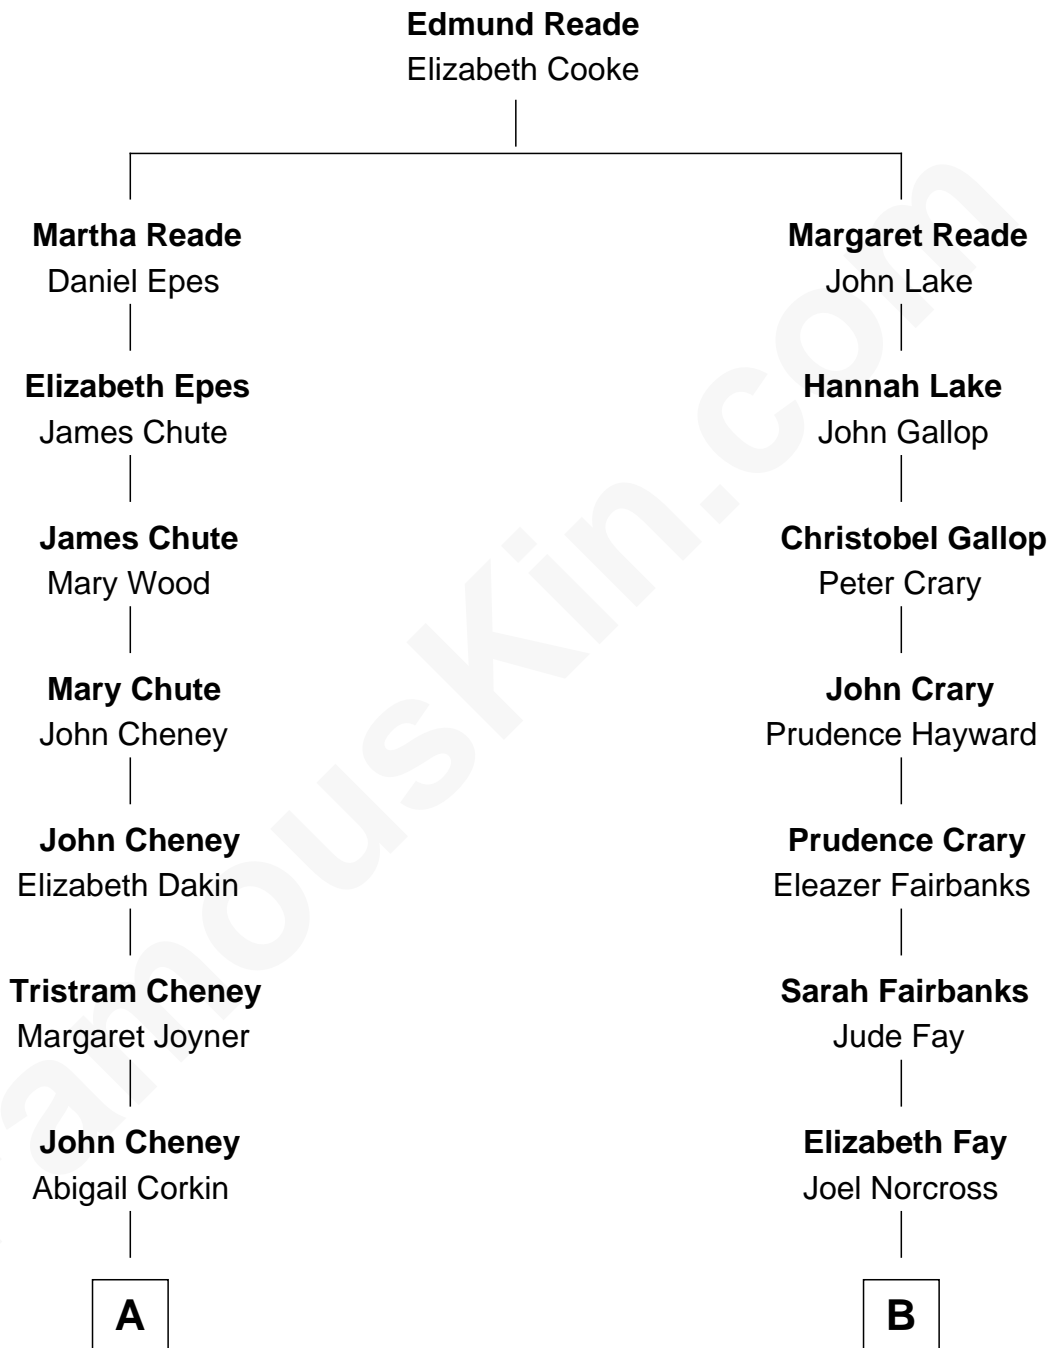 Edmund Reade
Elizabeth Cooke
Martha Reade
Daniel Epes
Margaret Reade
John Lake
Elizabeth Epes
James Chute
Hannah Lake
John Gallop
James Chute
Mary Wood
Christobel Gallop
Peter Crary
Mary Chute
John Cheney
John Crary
Prudence Hayward
John Cheney
Elizabeth Dakin
Prudence Crary
Eleazer Fairbanks
Tristram Cheney
Margaret Joyner
Sarah Fairbanks
Jude Fay
John Cheney
Abigail Corkin
Elizabeth Fay
Joel Norcross
A
B
amousKin.com